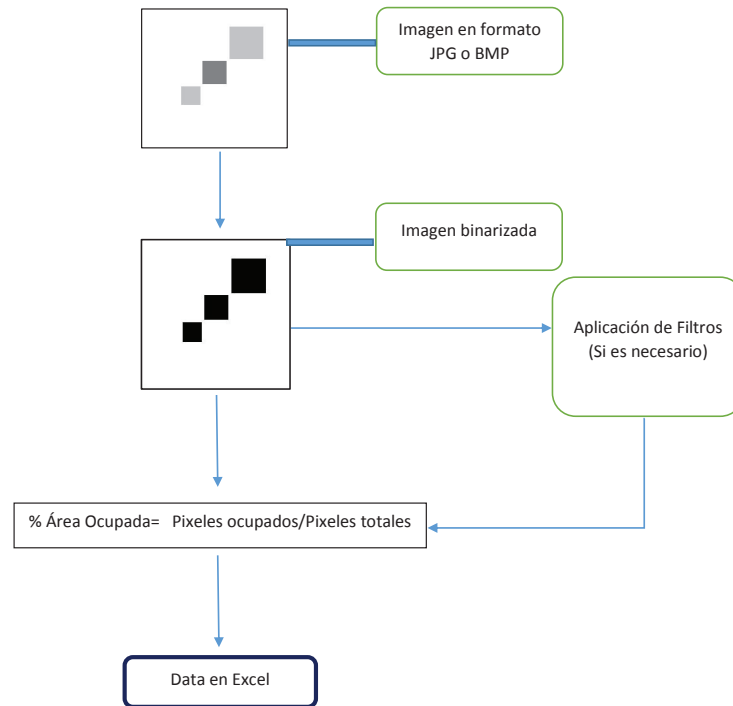 Imagen en formato
JPG o BMP
Imagen binarizada
Aplicación de Filtros
(Si es necesario)
% Área Ocupada= Pixeles ocupados/Pixeles totales
Data en Excel